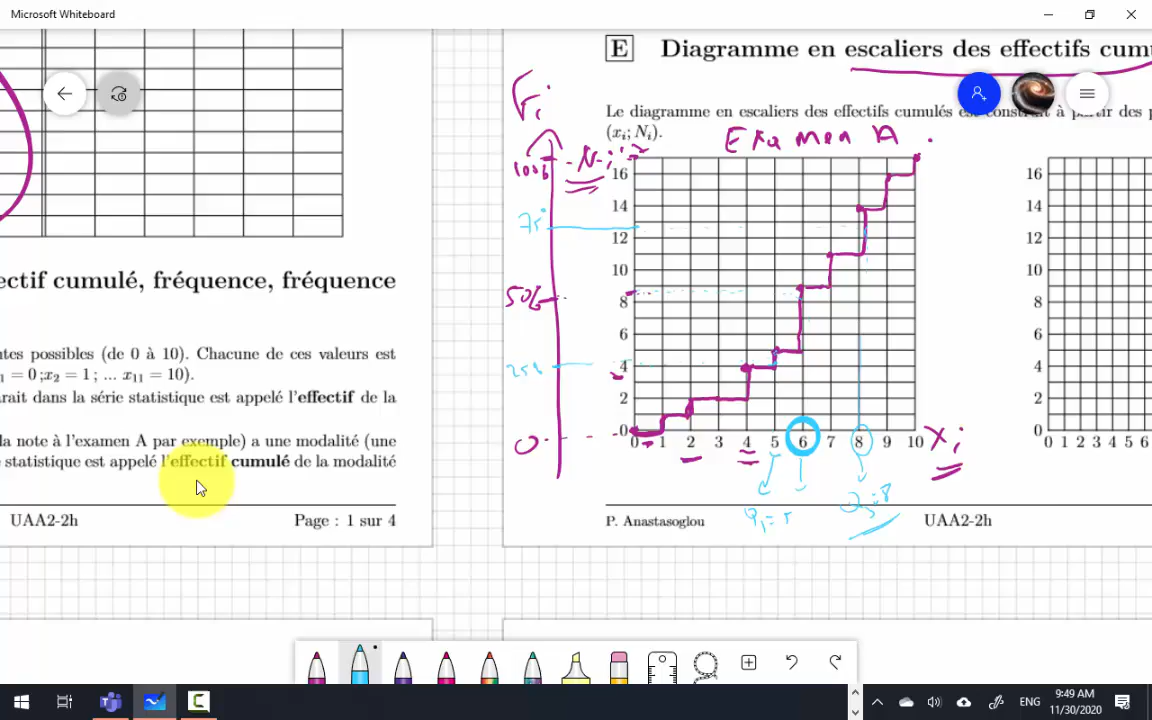 Microsoft Whiteboard
ectif cumulé, fréquence, fréquence
ntes possibles (de 0 à 10). Chacune de ces valeurs est
1 = 0 ;x2 = 1 ; ... x11 = 10).
rait dans la série statistique est appelé l'effectif de la
la note à l'examen A par exemple) a une modalité (une
statistique est appelé l'effectif cumulé de la modalité
UAA2-2h
Page : 1 sur 4
E Diagramme en escaliers des effectifs cumu
Le diagramme en escaliers des effectifs cumulés est construit à partir des p
(xi; Ni).
Examen A
Fi
100%
Ni
75%
50%
25%
0
16
14
12
10
8
6
4
2
0
0 1 2 3 4 5 6 7 8 9 10
xi
Q3=8
16
14
12
10
8
6
4
2
0
0 1 2 3 4 5 6
P. Anastasoglou
UAA2-2h
ENG
9:49 AM
11/30/2020